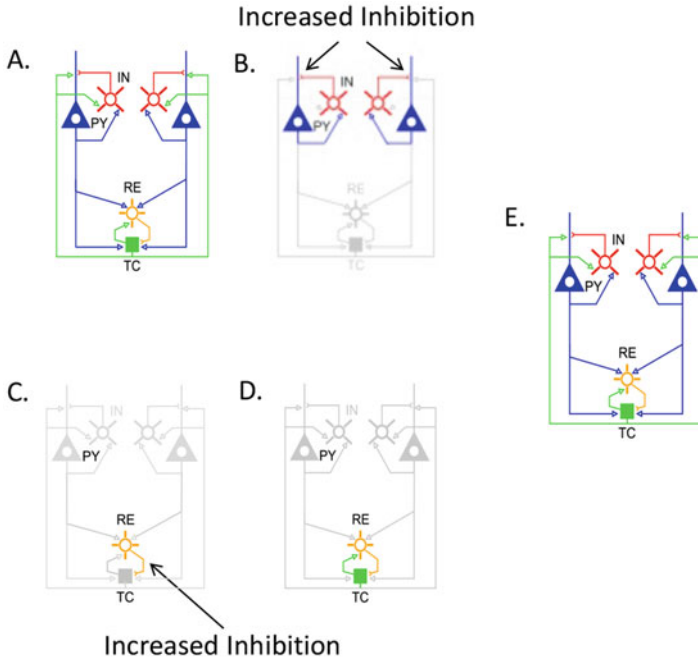 Increased Inhibition
A.
IN
PY
RE
TC
B.
IN
PY
RE
TC
E.
IN
PY
RE
TC
C.
IN
PY
RE
TC
Increased Inhibition
D.
IN
PY
RE
TC